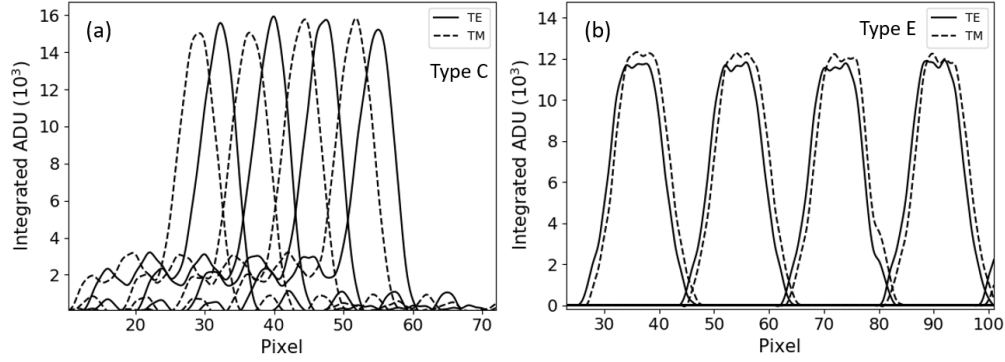 (a)
TE
TM
Type C
16
14
12
10
8
6
4
2
Integrated ADU (10³)
20 30 40 50 60 70
Pixel
(b)
Type E
TE
TM
14
12
10
8
6
4
2
0
Integrated ADU (10³)
30 40 50 60 70 80 90 100
Pixel